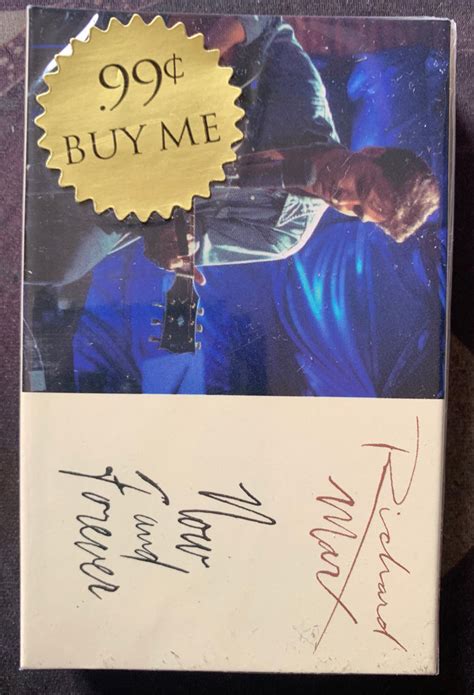 .99¢
BUY ME
Richard
Marx
Now
and
Forever